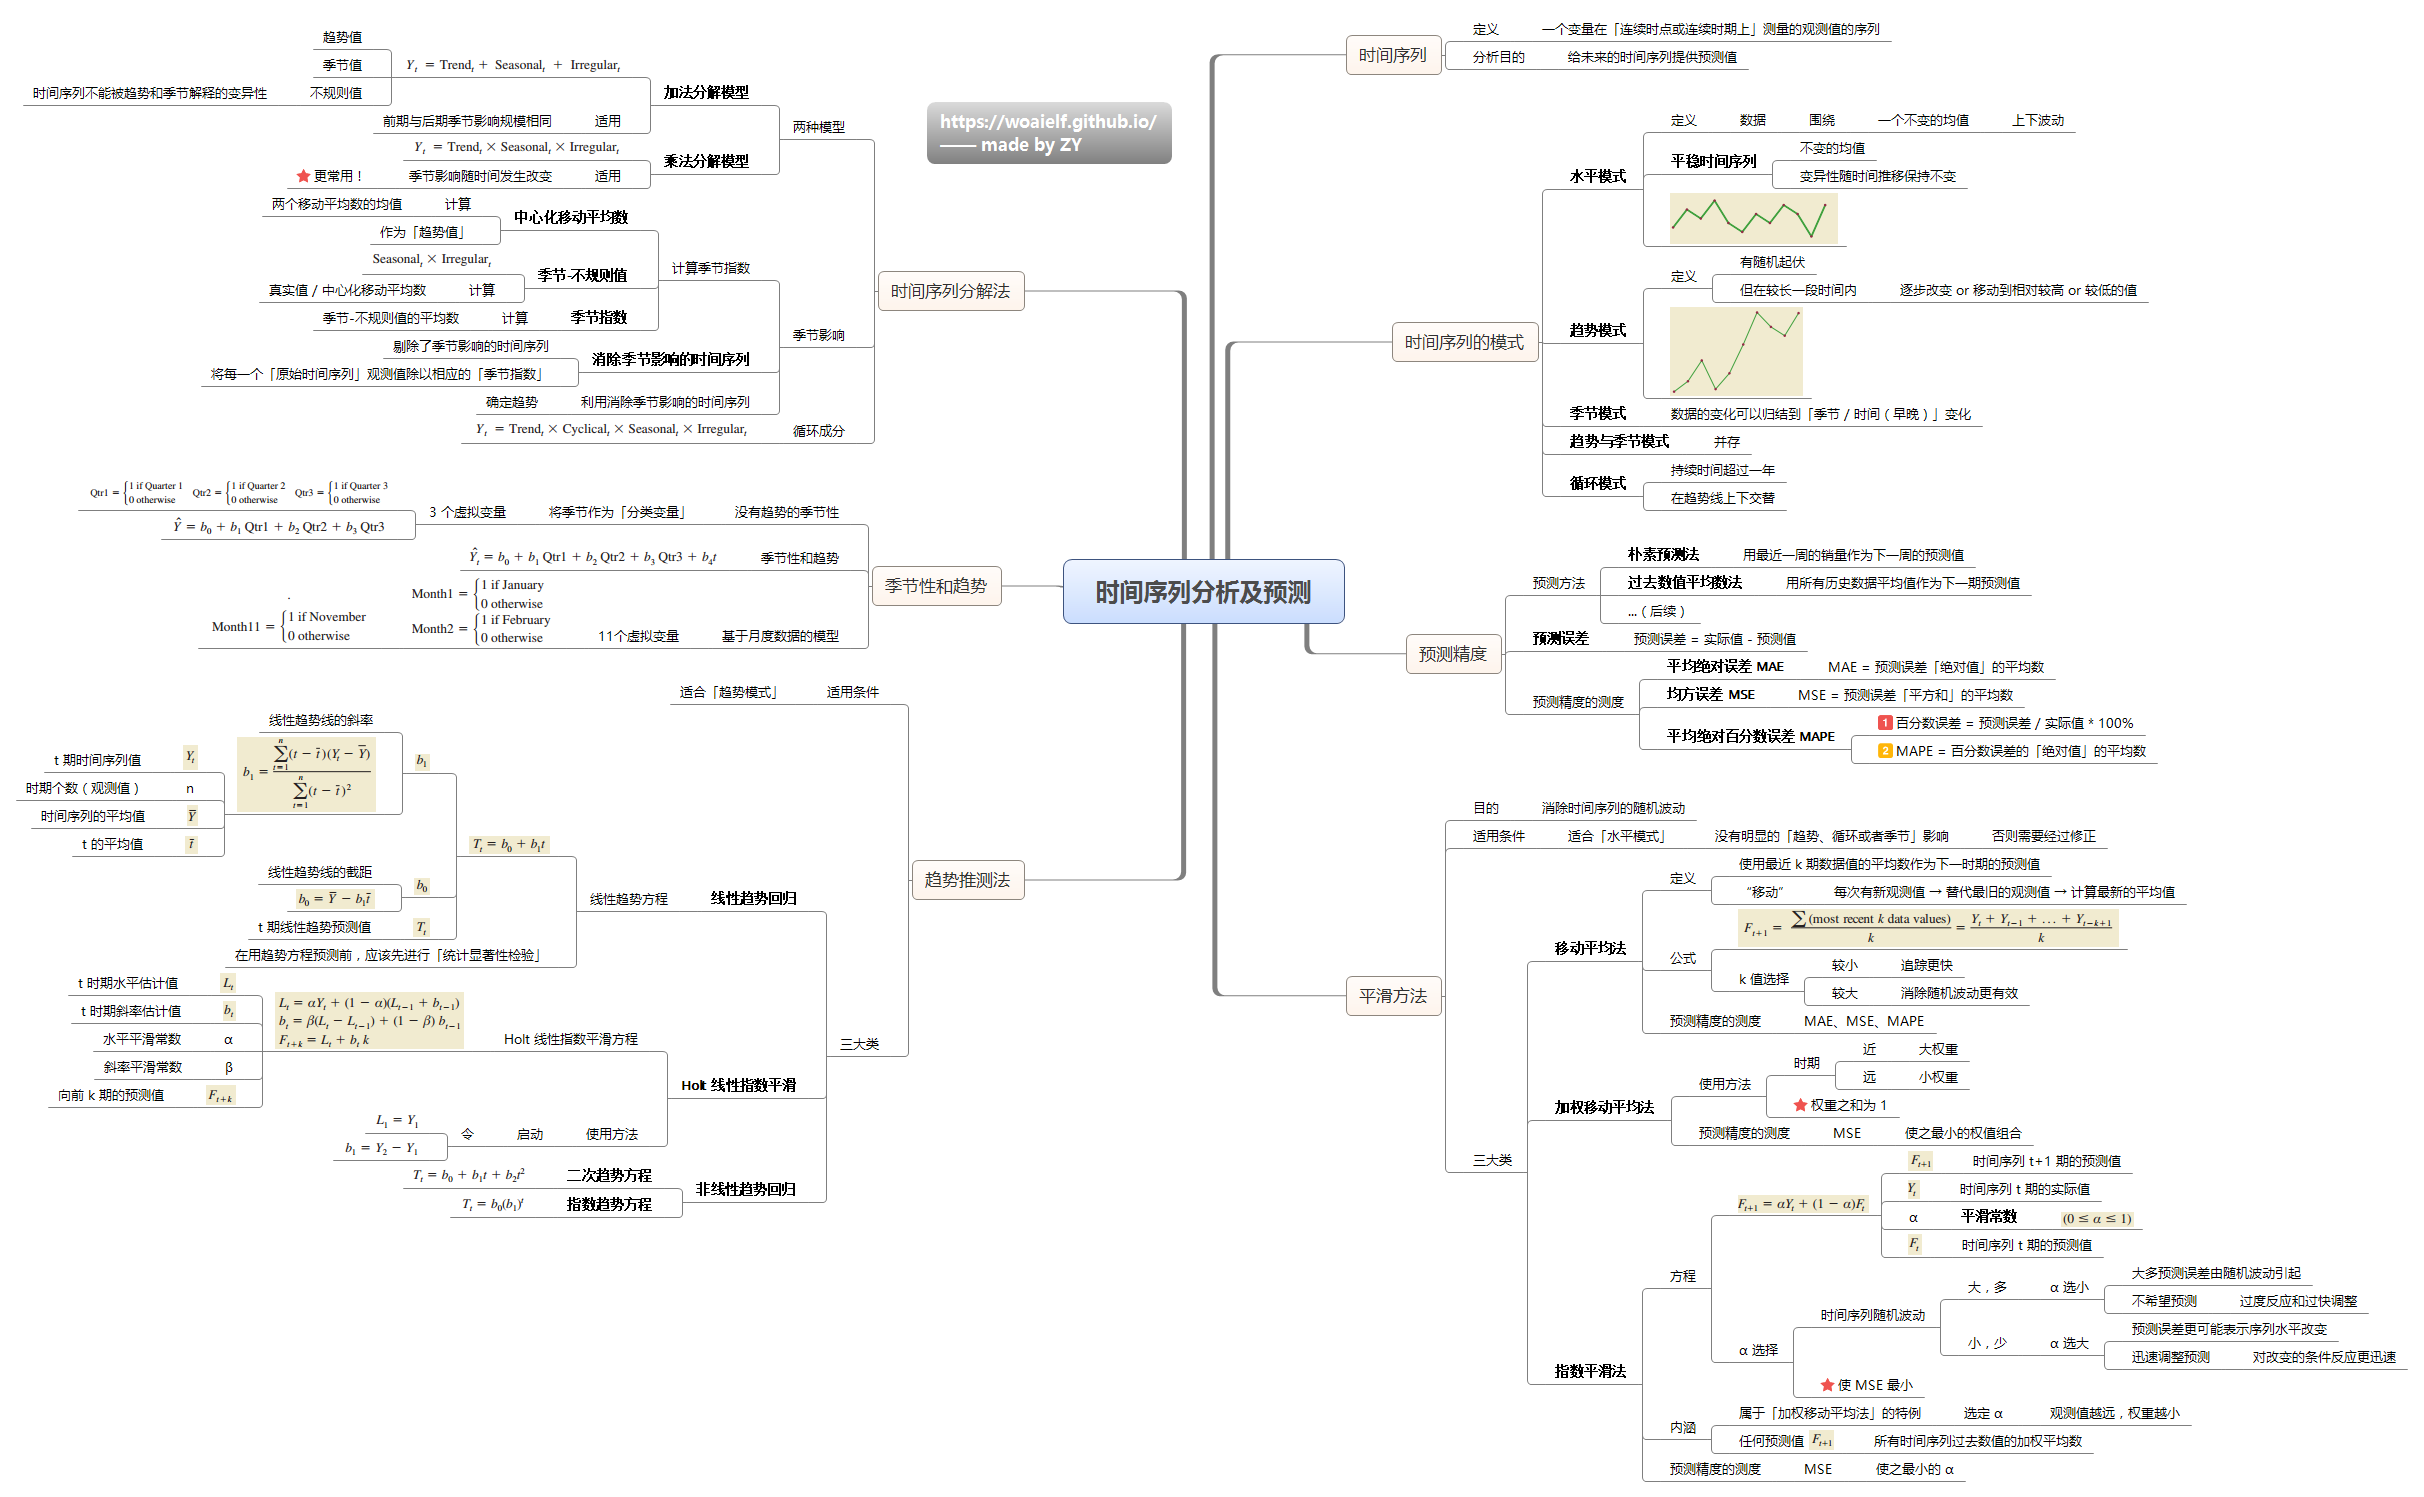 时间序列分析及预测
https://woaielf.github.io/
—— made by ZY
时间序列
定义 一个变量在「连续时点或连续时期上」测量的观测值的序列
分析目的 给未来的时间序列提供预测值
时间序列的模式
水平模式
定义 数据 围绕 一个不变的均值 上下波动
平稳时间序列
不变的均值
变异性随时间推移保持不变
趋势模式
定义
有随机起伏
但在较长一段时间内 逐步改变 or 移动到相对较高 or 较低的值
季节模式 数据的变化可以归结到「季节 / 时间（早晚）」变化
趋势与季节模式 并存
循环模式
持续时间超过一年
在趋势线上下交替
预测精度
预测方法
朴素预测法 用最近一周的销量作为下一周的预测值
过去数值平均数法 用所有历史数据平均值作为下一期预测值
...（后续）
预测误差 预测误差 = 实际值 - 预测值
预测精度的测度
平均绝对误差 MAE MAE = 预测误差「绝对值」的平均数
均方误差 MSE MSE = 预测误差「平方和」的平均数
平均绝对百分数误差 MAPE
1 百分数误差 = 预测误差 / 实际值 * 100%
2 MAPE = 百分数误差的「绝对值」的平均数
平滑方法
目的 消除时间序列的随机波动
适用条件 适合「水平模式」 没有明显的「趋势、循环或者季节」影响 否则需要经过修正
三大类
移动平均法
定义
使用最近 k 期数据值的平均数作为下一时期的预测值
“移动” 每次有新观测值 → 替代最旧的观测值 → 计算最新的平均值
公式
F_{t+1} = ∑(most recent k data values) / k = (Y_t + Y_{t−1} + … + Y_{t−k+1}) / k
k 值选择
较小 追踪更快
较大 消除随机波动更有效
预测精度的测度 MAE、MSE、MAPE
加权移动平均法
使用方法
时期
近 大权重
远 小权重
权重之和为 1
预测精度的测度 MSE 使之最小的权值组合
指数平滑法
方程
F_{t+1} = αY_t + (1 − α)F_t
F_{t+1} 时间序列 t+1 期的预测值
Y_t 时间序列 t 期的实际值
α 平滑常数 (0 ≤ α ≤ 1)
F_t 时间序列 t 期的预测值
α 选择
时间序列随机波动
大，多 α 选小
大多预测误差由随机波动引起
不希望预测 过度反应和过快调整
小，少 α 选大
预测误差更可能表示序列水平改变
迅速调整预测 对改变的条件反应更迅速
使 MSE 最小
内涵
属于「加权移动平均法」的特例 选定 α 观测值越远，权重越小
任何预测值 F_{t+1} 所有时间序列过去数值的加权平均数
预测精度的测度 MSE 使之最小的 α
时间序列分解法
两种模型
加法分解模型
Y_t = Trend_t + Seasonal_t + Irregular_t
趋势值
季节值
不规则值 时间序列不能被趋势和季节解释的变异性
适用 前期与后期季节影响规模相同
乘法分解模型
Y_t = Trend_t × Seasonal_t × Irregular_t
适用 季节影响随时间发生改变 更常用！
季节影响
计算季节指数
中心化移动平均数
计算 两个移动平均数的均值
作为「趋势值」
季节-不规则值
Seasonal_t × Irregular_t
计算 真实值 / 中心化移动平均数
季节指数 计算 季节-不规则值的平均数
消除季节影响的时间序列
剔除了季节影响的时间序列
将每一个「原始时间序列」观测值除以相应的「季节指数」
利用消除季节影响的时间序列 确定趋势
循环成分 Y_t = Trend_t × Cyclical_t × Seasonal_t × Irregular_t
季节性和趋势
没有趋势的季节性 将季节作为「分类变量」 3 个虚拟变量
Qtr1 = {1 if Quarter 1 0 otherwise Qtr2 = {1 if Quarter 2 0 otherwise Qtr3 = {1 if Quarter 3 0 otherwise
Ŷ = b_0 + b_1 Qtr1 + b_2 Qtr2 + b_3 Qtr3
季节性和趋势 Ŷ_t = b_0 + b_1 Qtr1 + b_2 Qtr2 + b_3 Qtr3 + b_4t
基于月度数据的模型 11个虚拟变量
Month1 = {1 if January 0 otherwise
Month2 = {1 if February 0 otherwise
.
Month11 = {1 if November 0 otherwise
趋势推测法
适用条件 适合「趋势模式」
三大类
线性趋势回归
线性趋势方程
T_t = b_0 + b_1t
b_1
线性趋势线的斜率
b_1 = ∑_{t=1}^{n}(t − t̄)(Y_t − Ȳ) / ∑_{t=1}^{n}(t − t̄)²
Y_t t 期时间序列值
n 时期个数（观测值）
Ȳ 时间序列的平均值
t̄ t 的平均值
b_0
线性趋势线的截距
b_0 = Ȳ − b_1t̄
T_t t 期线性趋势预测值
在用趋势方程预测前，应该先进行「统计显著性检验」
Holt 线性指数平滑
Holt 线性指数平滑方程
L_t = αY_t + (1 − α)(L_{t−1} + b_{t−1})
b_t = β(L_t − L_{t−1}) + (1 − β) b_{t−1}
F_{t+k} = L_t + b_t k
L_t t 时期水平估计值
b_t t 时期斜率估计值
α 水平平滑常数
β 斜率平滑常数
F_{t+k} 向前 k 期的预测值
使用方法 启动 令
L_1 = Y_1
b_1 = Y_2 − Y_1
非线性趋势回归
二次趋势方程 T_t = b_0 + b_1t + b_2t²
指数趋势方程 T_t = b_0(b_1)^t